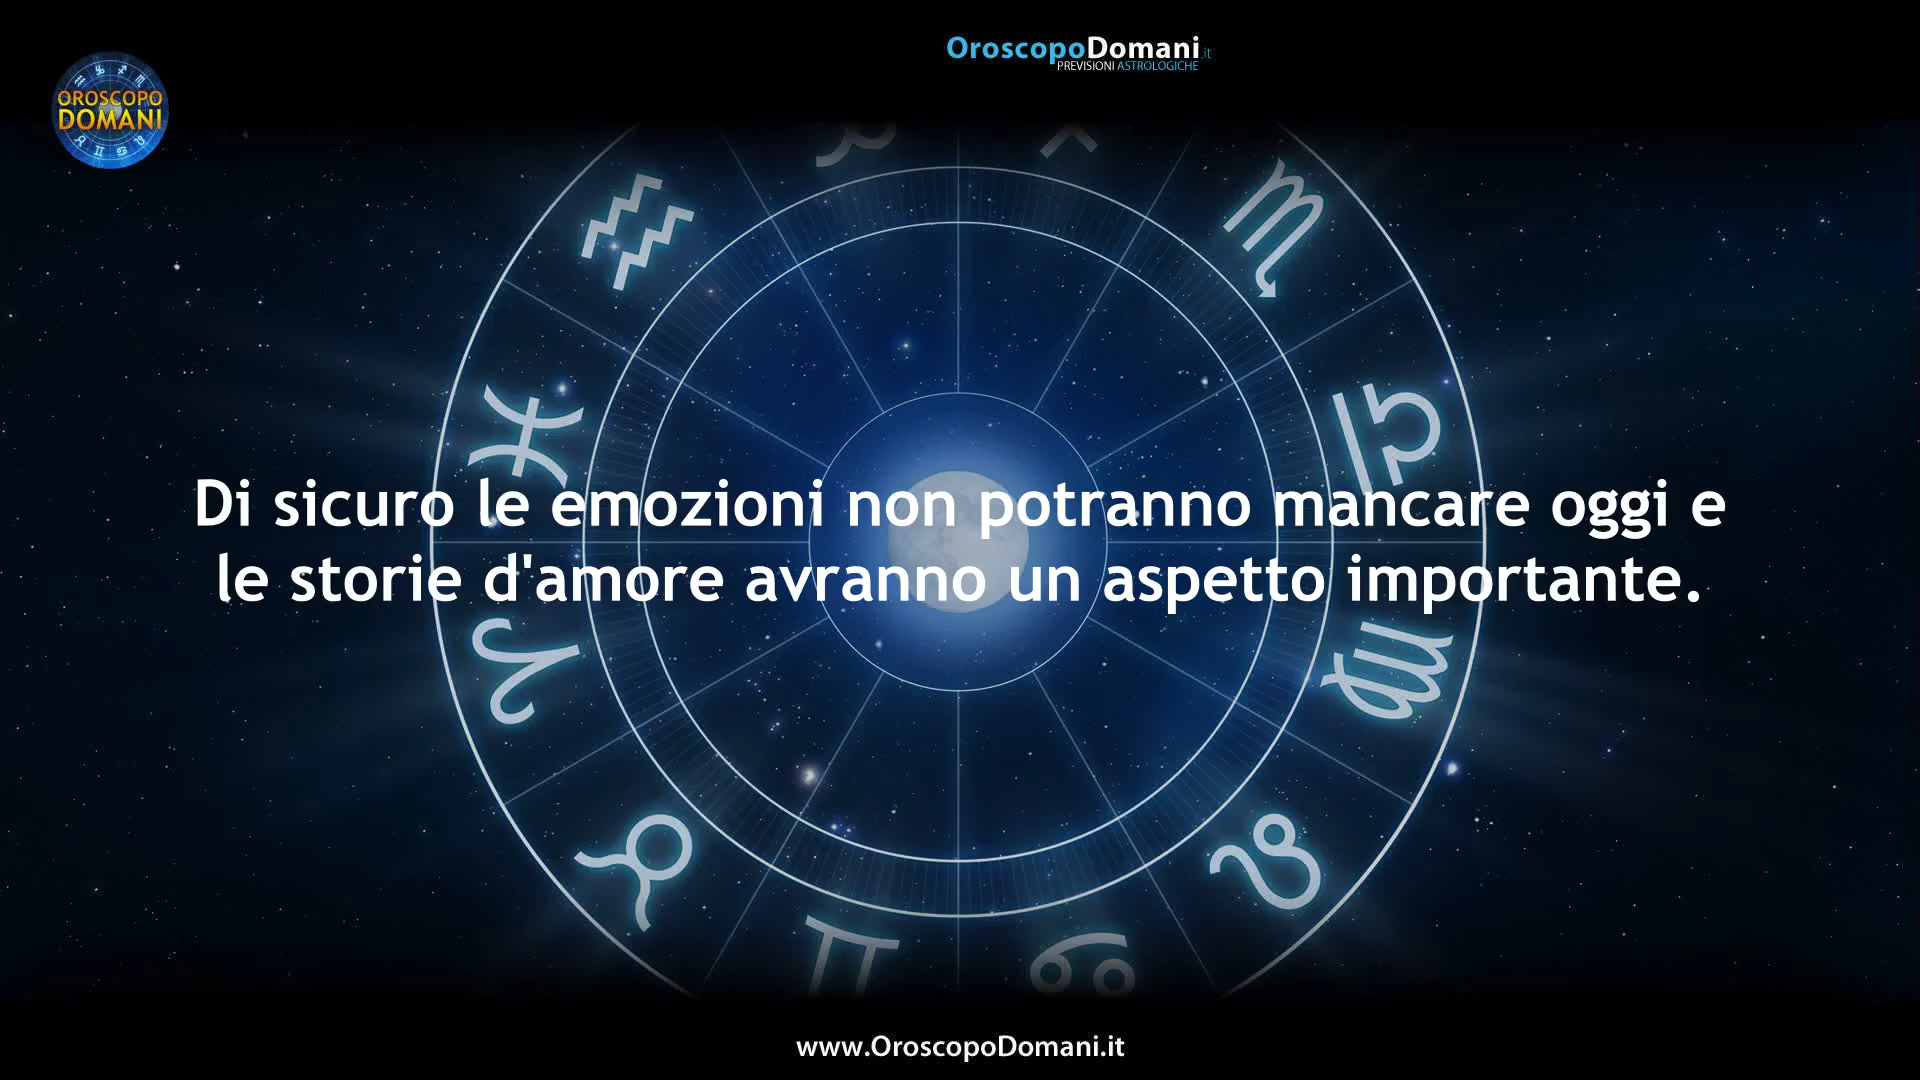 OroscopoDomani.it
PREVISIONI ASTROLOGICHE
OROSCOPO
DOMANI
Di sicuro le emozioni non potranno mancare oggi e
le storie d'amore avranno un aspetto importante.
www.OroscopoDomani.it